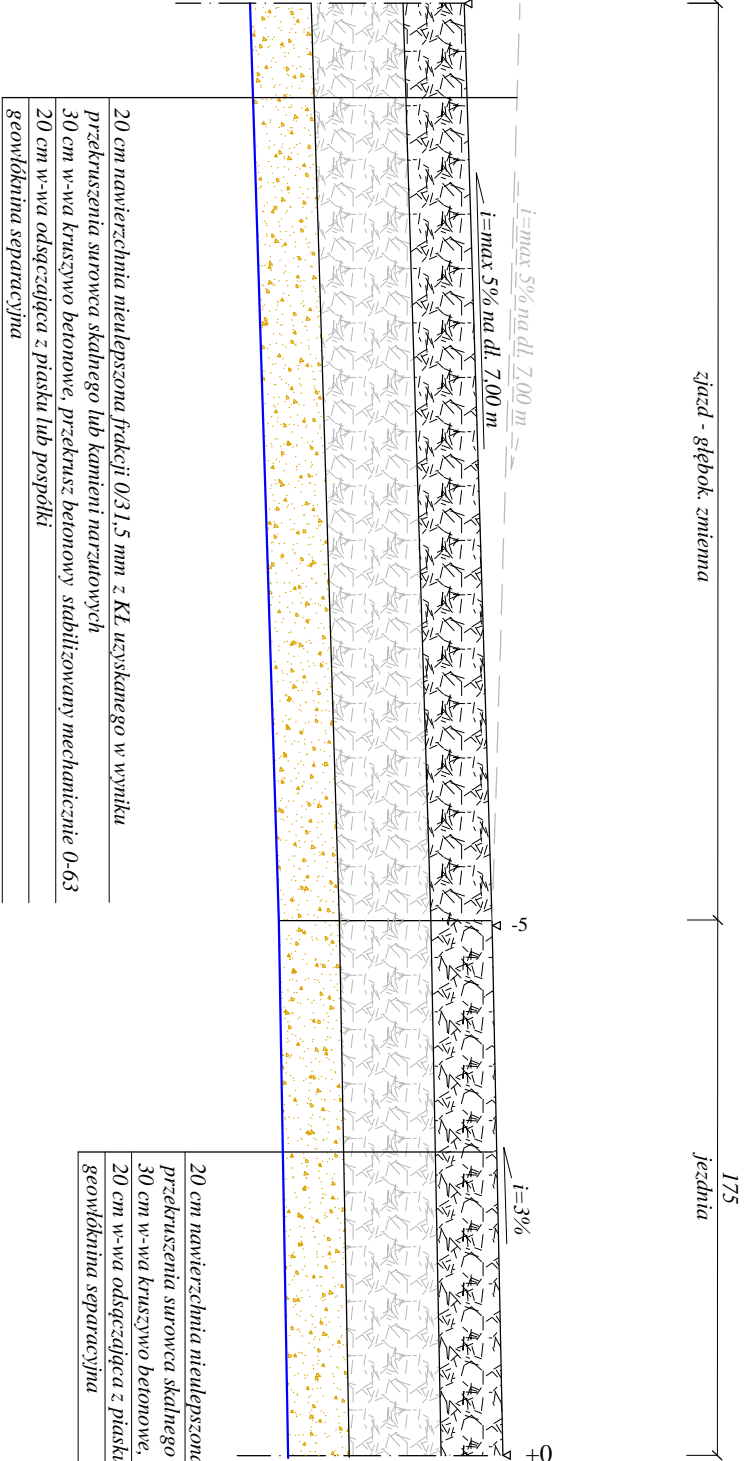 175
zjazd - głębok. zmienna
jezdnia
+0
-5
i=max 5% na dł. 7,00 m
i=max 5% na dł. 7,00 m
i=3%
20 cm nawierzchnia nieulepszona frakcji 0/31,5 mm z KŁ uzyskanego w wyniku
przekruszenia surowca skalnego lub kamieni narzutowych
30 cm w-wa kruszywo betonowe, przekrusz betonowy stabilizowany mechanicznie 0-63
20 cm w-wa odsączająca z piasku lub pospółki
geowłóknina separacyjna
20 cm nawierzchnia nieulepszona
przekruszenia surowca skalnego
30 cm w-wa kruszywo betonowe,
20 cm w-wa odsączająca z piasku
geowłóknina separacyjna